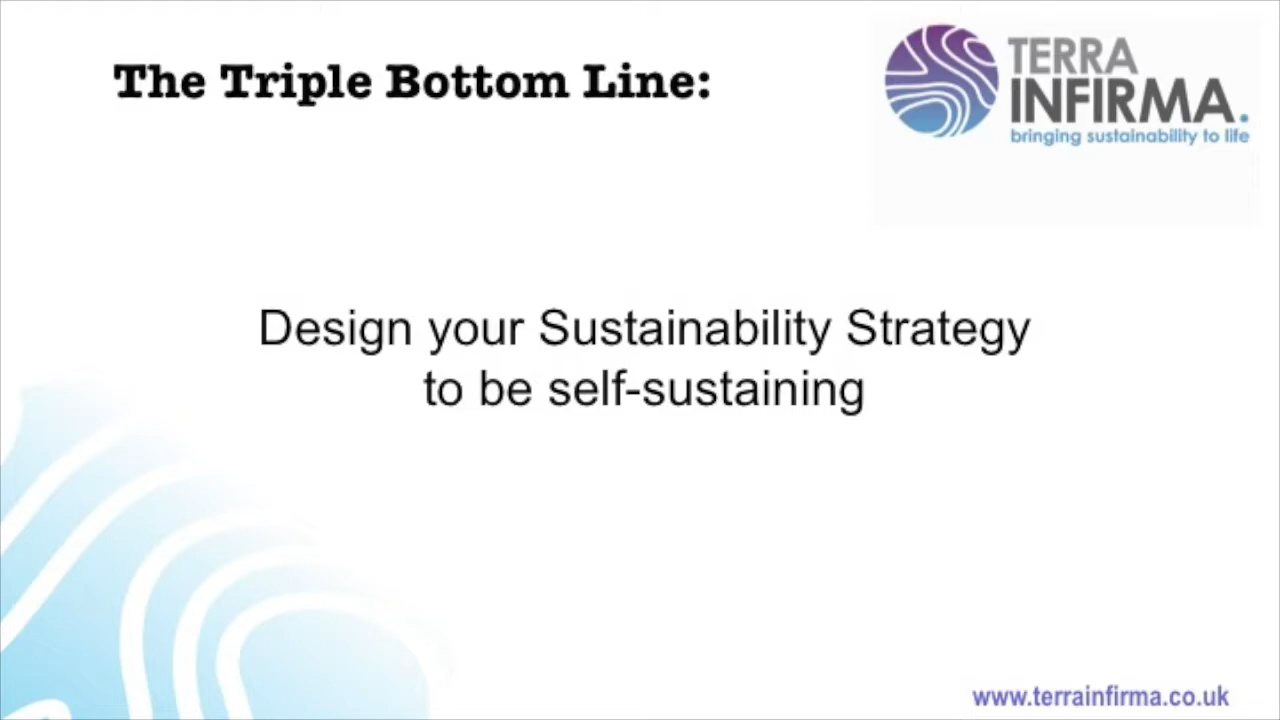 The Triple Bottom Line:
TERRA
INFIRMA.
bringing sustainability to life
Design your Sustainability Strategy
to be self-sustaining
www.terrainfirma.co.uk